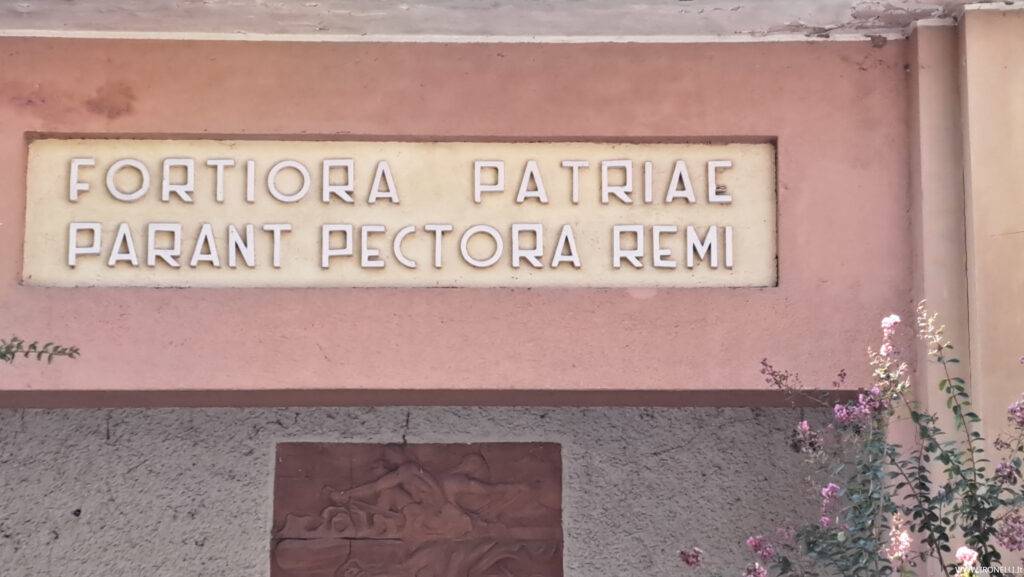 FORTIORA PATRIAE
PARANT PECTORA REMI